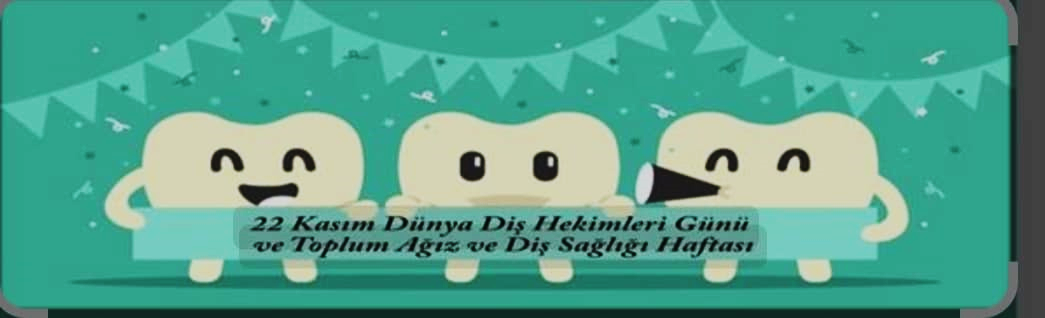 22 Kasım Dünya Diş Hekimleri Günü
ve Toplum Ağız ve Diş Sağlığı Haftası